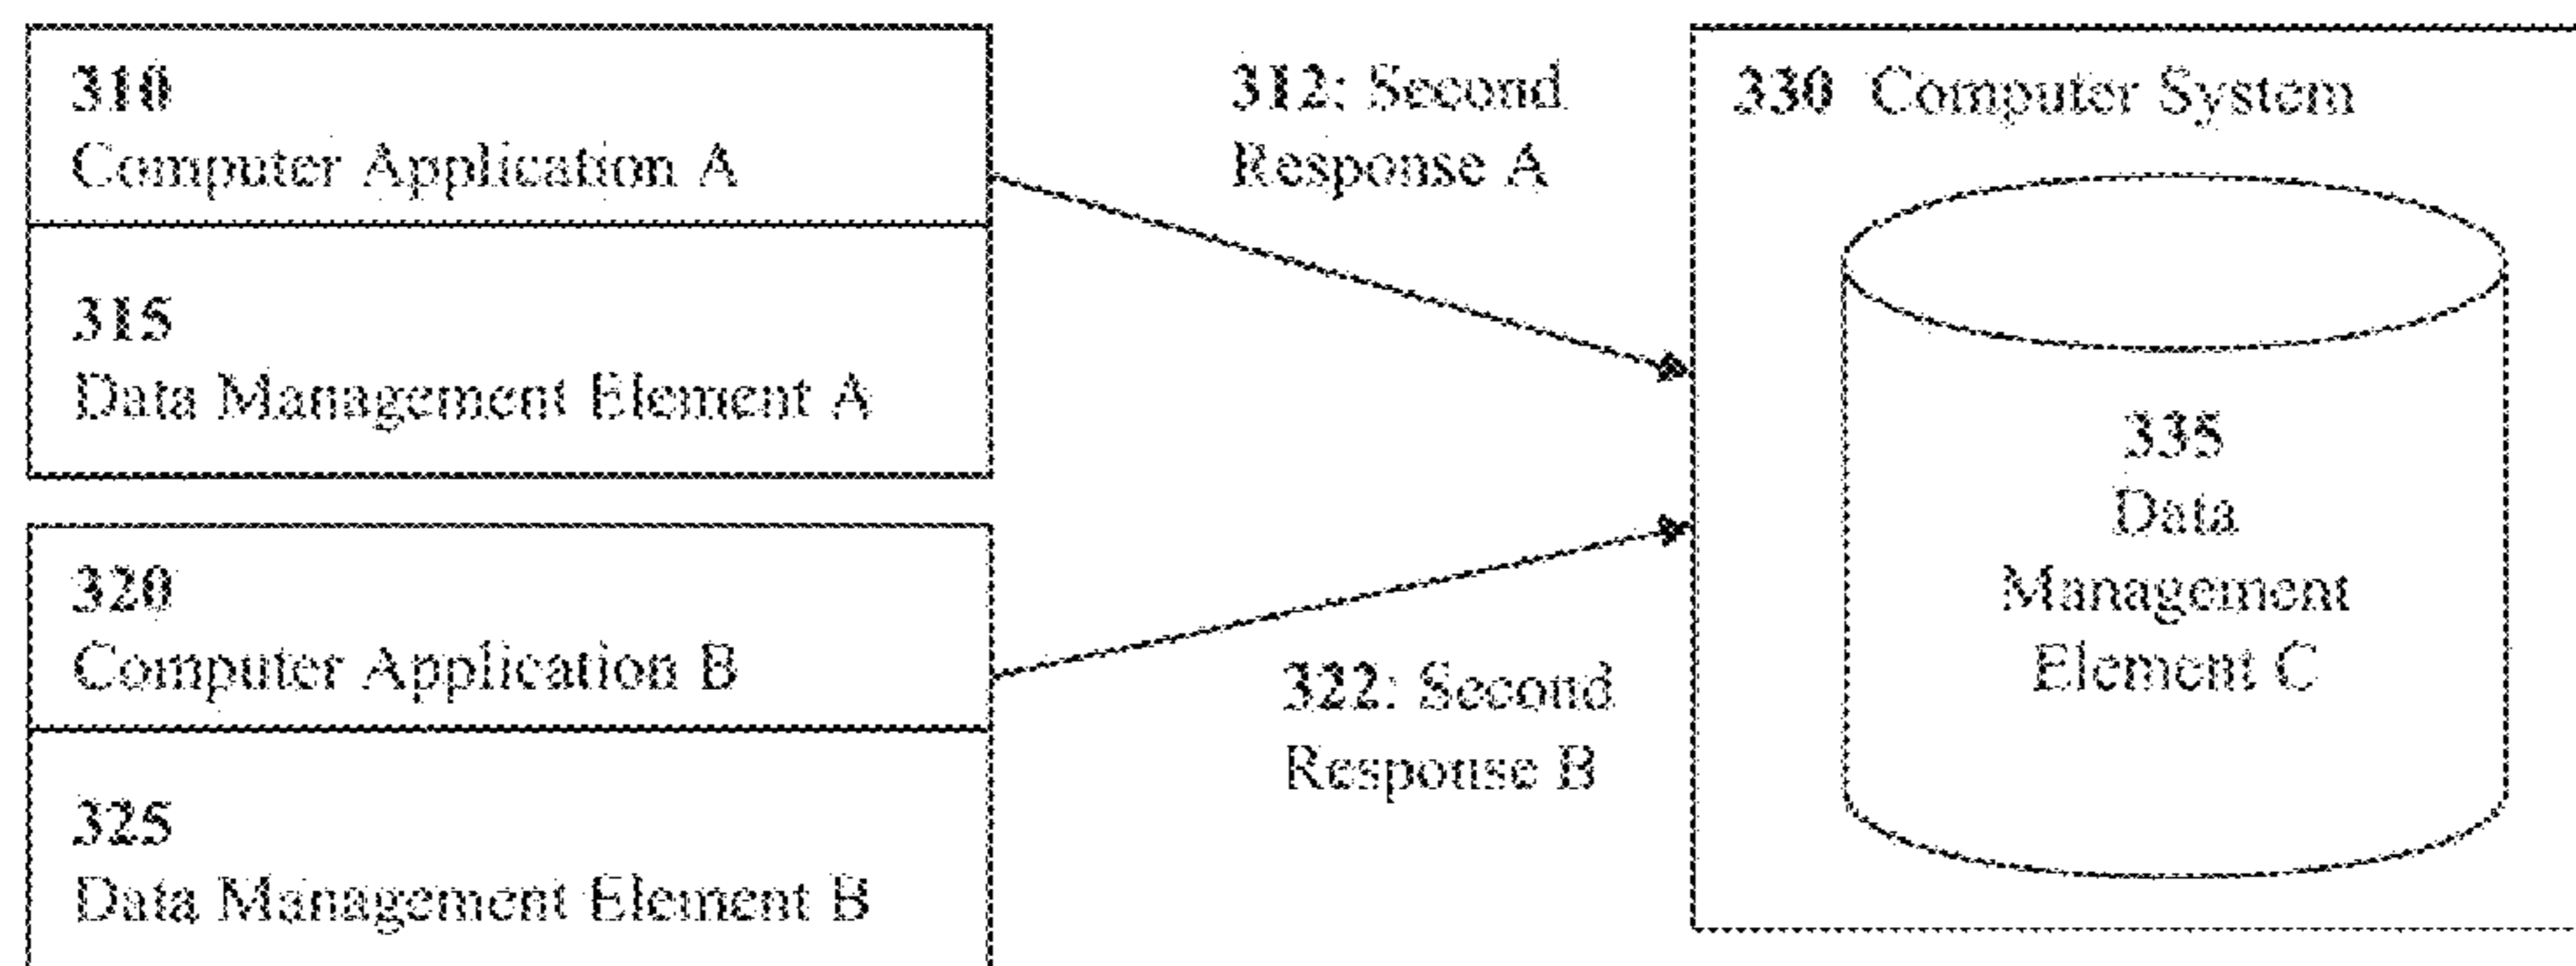 310
Computer Application A
315
Data Management Element A
320
Computer Application B
325
Data Management Element B
312: Second
Response A
322: Second
Response B
330 Computer System
335
Data
Management
Element C